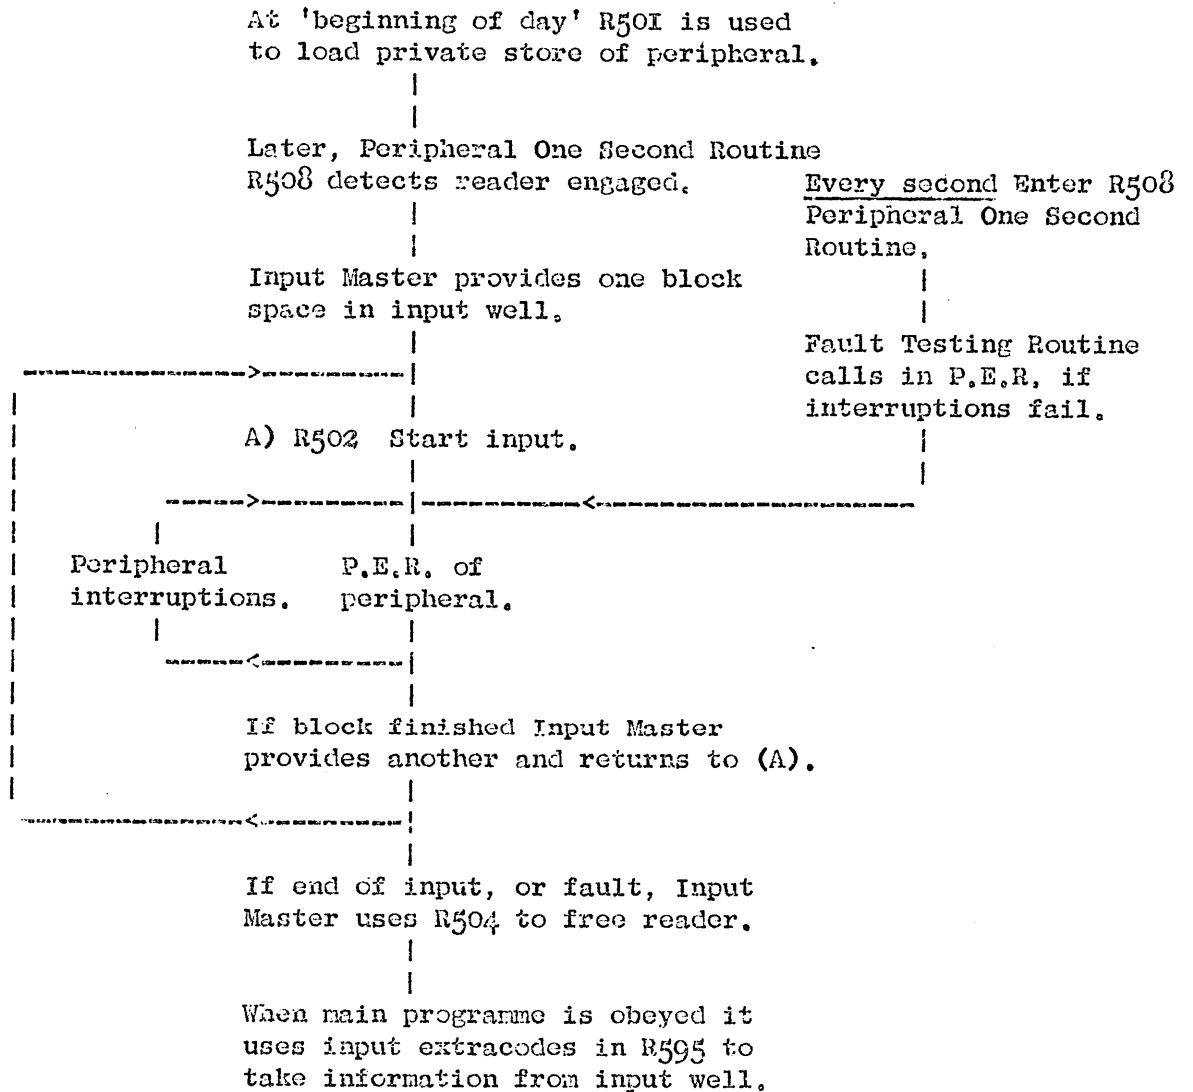 At 'beginning of day' R501 is used
to load private store of peripheral.
Later, Peripheral One Second Routine
R508 detects reader engaged.
Every second Enter R508
Peripheral One Second
Routine.
Input Master provides one block
space in input well.
Fault Testing Routine
calls in P.E.R. if
interruptions fail.
A) R502 Start input.
Peripheral
interruptions.
P.E.R. of
peripheral.
If block finished Input Master
provides another and returns to (A).
If end of input, or fault, Input
Master uses R504 to free reader.
When main programme is obeyed it
uses input extracodes in R595 to
take information from input well.